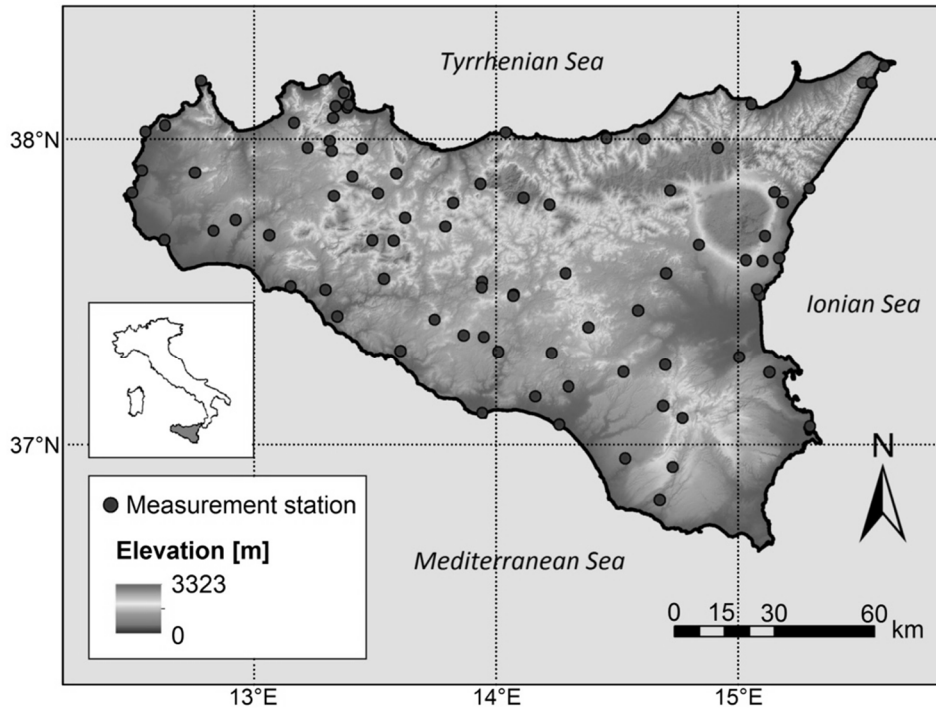 Tyrrhenian Sea
38°N
Ionian Sea
37°N
N
Measurement station
Elevation [m]
3323
0
Mediterranean Sea
0 15 30 60
km
13°E 14°E 15°E